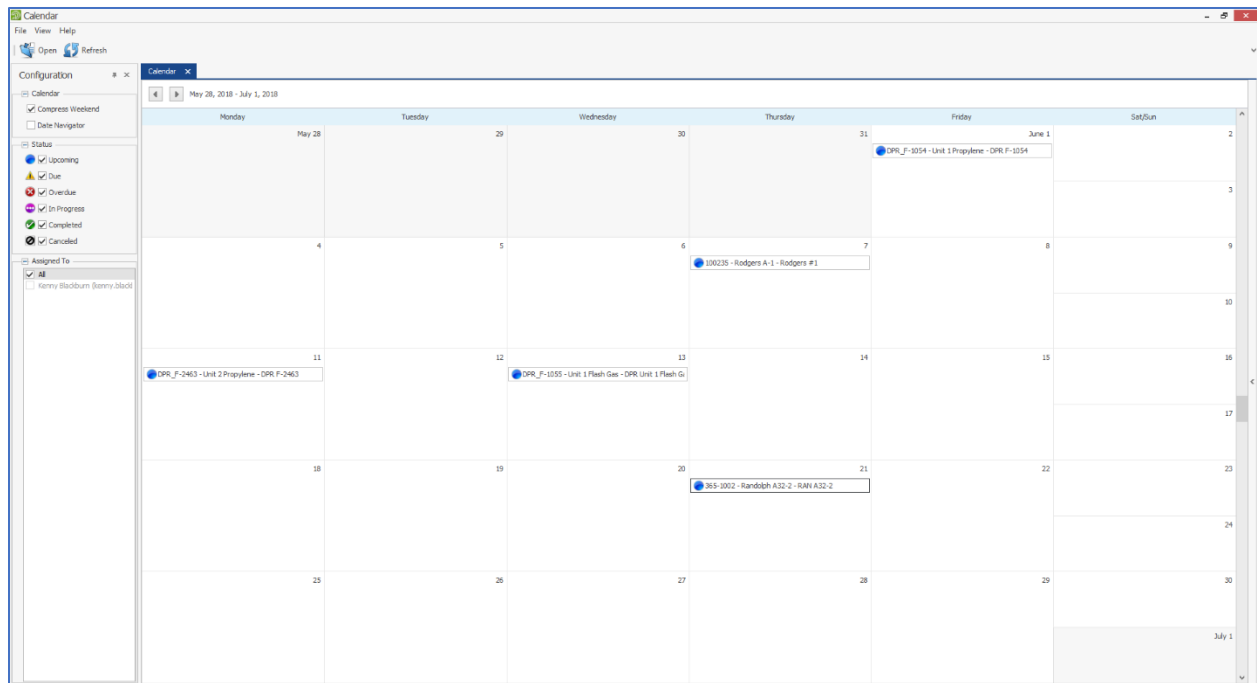 Calendar
File View Help
Open Refresh
Configuration
Calendar
Compress Weekend
Date Navigator
Status
Upcoming
Due
Overdue
In Progress
Completed
Canceled
Assigned To
All
Kenny Blackburn (kenny.blackl
Calendar
May 28, 2018 - July 1, 2018
Monday Tuesday Wednesday Thursday Friday Sat/Sun
May 28 29 30 31 June 1 2
DPR_F-1054 - Unit 1 Propylene - DPR F-1054
3
4 5 6 7 8 9
100235 - Rodgers A-1 - Rodgers #1
10
11 12 13 14 15 16
DPR_F-2463 - Unit 2 Propylene - DPR F-2463 DPR_F-1055 - Unit 1 Flash Gas - DPR Unit 1 Flash Ga
17
18 19 20 21 22 23
365-1002 - Randolph A32-2 - RAN A32-2
24
25 26 27 28 29 30
July 1